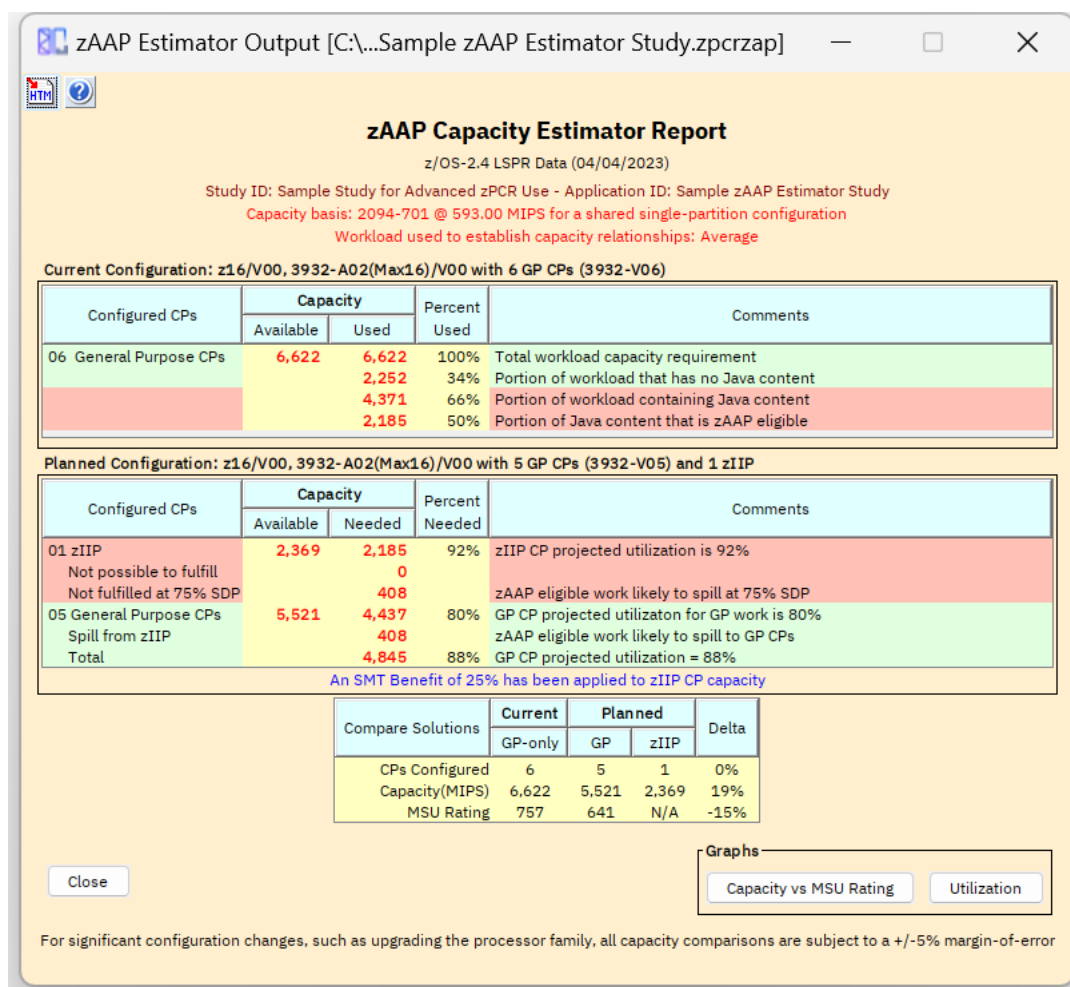 zAAP Estimator Output [C:\...Sample zAAP Estimator Study.zpcrzap]
HTM ?
zAAP Capacity Estimator Report
z/OS-2.4 LSPR Data (04/04/2023)
Study ID: Sample Study for Advanced zPCR Use - Application ID: Sample zAAP Estimator Study
Capacity basis: 2094-701 @ 593.00 MIPS for a shared single-partition configuration
Workload used to establish capacity relationships: Average
Current Configuration: z16/V00, 3932-A02(Max16)/V00 with 6 GP CPs (3932-V06)
Configured CPs Capacity Percent Used Comments
Available Used
06 General Purpose CPs 6,622 6,622 100% Total workload capacity requirement
2,252 34% Portion of workload that has no Java content
4,371 66% Portion of workload containing Java content
2,185 50% Portion of Java content that is zAAP eligible
Planned Configuration: z16/V00, 3932-A02(Max16)/V00 with 5 GP CPs (3932-V05) and 1 zIIP
Configured CPs Capacity Percent Needed Comments
Available Needed
01 zIIP 2,369 2,185 92% zIIP CP projected utilization is 92%
Not possible to fulfill 0
Not fulfilled at 75% SDP 408 zAAP eligible work likely to spill at 75% SDP
05 General Purpose CPs 5,521 4,437 80% GP CP projected utilizaton for GP work is 80%
Spill from zIIP 408 zAAP eligible work likely to spill to GP CPs
Total 4,845 88% GP CP projected utilization = 88%
An SMT Benefit of 25% has been applied to zIIP CP capacity
Compare Solutions Current Planned Delta
GP-only GP zIIP
CPs Configured 6 5 1 0%
Capacity(MIPS) 6,622 5,521 2,369 19%
MSU Rating 757 641 N/A -15%
Graphs
Close Capacity vs MSU Rating Utilization
For significant configuration changes, such as upgrading the processor family, all capacity comparisons are subject to a +/-5% margin-of-error